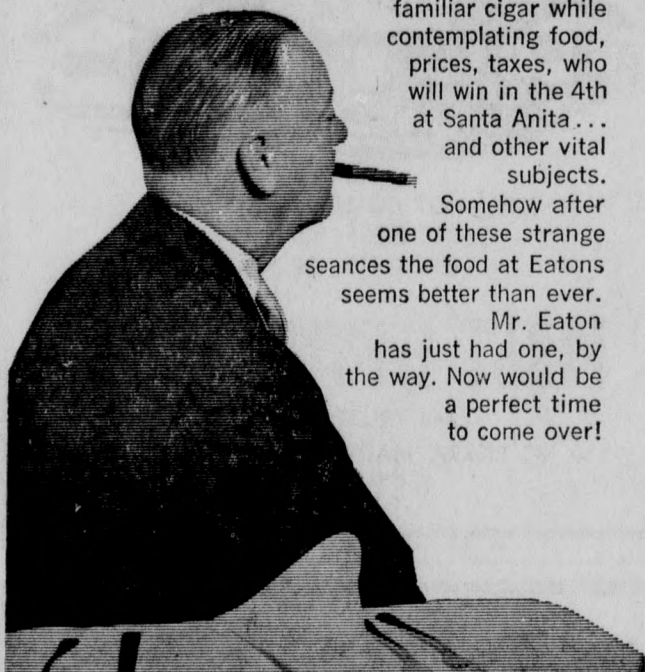 familiar cigar while
contemplating food,
prices, taxes, who
will win in the 4th
at Santa Anita...
and other vital
subjects.
Somehow after
one of these strange
seances the food at Eatons
seems better than ever.
Mr. Eaton
has just had one, by
the way. Now would be
a perfect time
to come over!